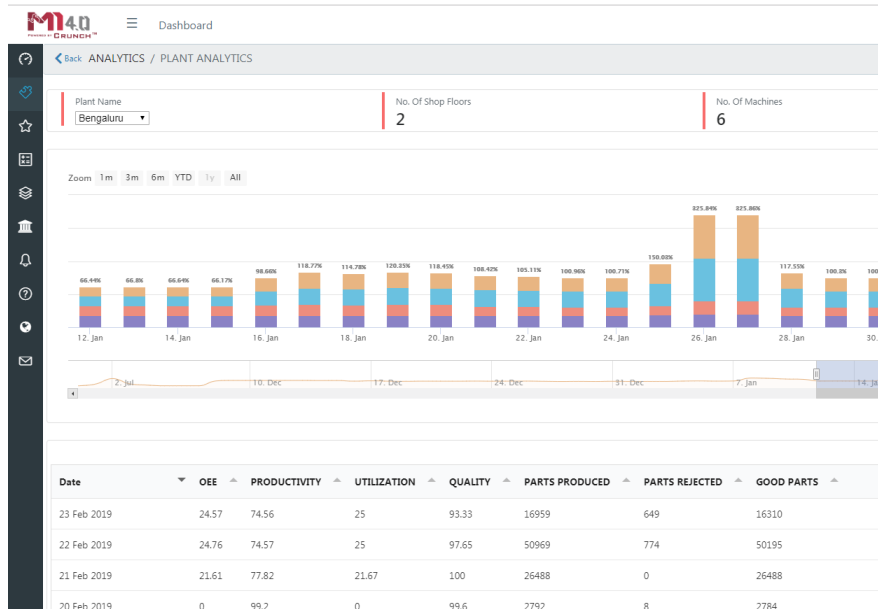 M14.0
POWERED BY CRUNCH™
Dashboard
Back ANALYTICS / PLANT ANALYTICS
Plant Name
Bengaluru
No. Of Shop Floors
2
No. Of Machines
6
Zoom 1m 3m 6m YTD 1y All
66.44% 66.8% 66.64% 66.17% 98.66% 118.77% 114.78% 120.35% 118.45% 108.42% 105.11% 100.96% 100.71% 150.02% 325.84% 325.86% 117.55% 100.2% 100
12. Jan 14. Jan 16. Jan 18. Jan 20. Jan 22. Jan 24. Jan 26. Jan 28. Jan 30.
2. Jul 10. Dec 17. Dec 24. Dec 31. Dec 7. Jan 14. Ja
Date OEE PRODUCTIVITY UTILIZATION QUALITY PARTS PRODUCED PARTS REJECTED GOOD PARTS
23 Feb 2019 24.57 74.56 25 93.33 16959 649 16310
22 Feb 2019 24.76 74.57 25 97.65 50969 774 50195
21 Feb 2019 21.61 77.82 21.67 100 26488 0 26488
20 Feb 2019 0 99.2 0 99.6 2792 8 2784